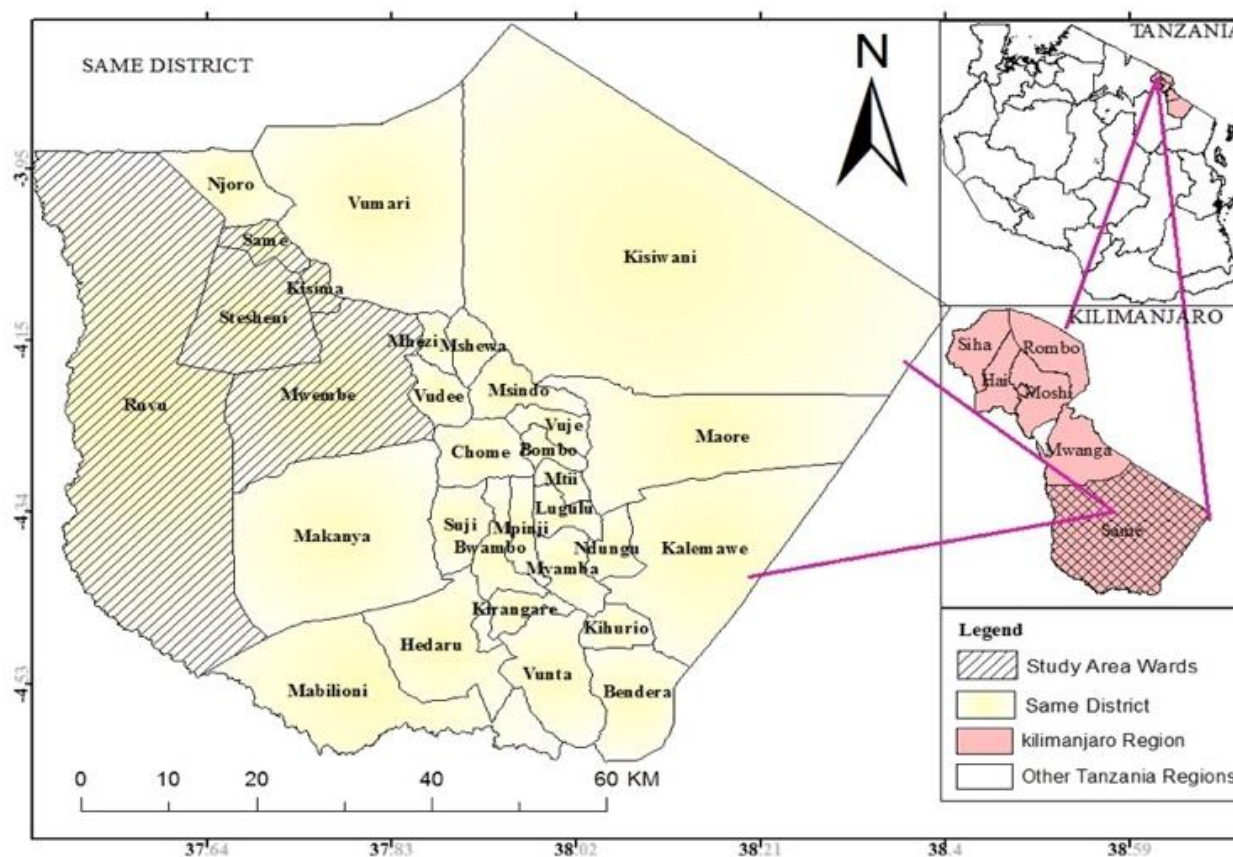 SAME DISTRICT
N
TANZANIA
-3.95
Njoro
Vumari
Same
Kisiwani
Kisima
Stesheni
KILIMANJARO
-4.15
Mhezi
Mshewa
Siha
Rombo
Hai
Moshi
Ruvu
Mwembe
Vudee
Msindo
Vuje
Maore
Chome
Bombo
Mwanga
Mtii
-4.34
Lugulu
Makanya
Suji
Mpinji
Bwambo
Ndungu
Kalemawe
Same
Myamba
Kirangare
Kihurio
Hedaru
Legend
Study Area Wards
-4.53
Mabilioni
Vunta
Bendera
Same District
kilimanjaro Region
Other Tanzania Regions
0 20 40 60 KM
37:64 37:83 38:02 38:21 38:4 38:59